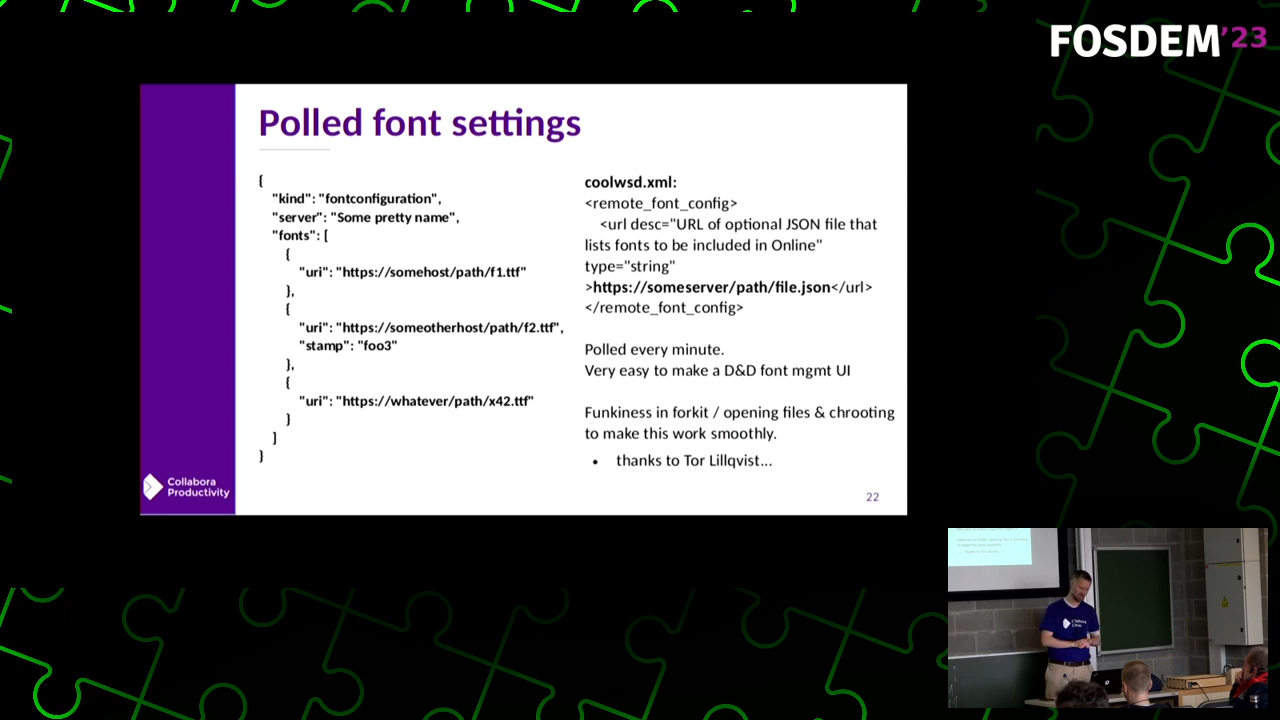 FOSDEM'23
Polled font settings
{
"kind": "fontconfiguration",
"server": "Some pretty name",
"fonts": [
{
"uri": "https://somehost/path/f1.ttf"
},
{
"uri": "https://someotherhost/path/f2.ttf",
"stamp": "foo3"
},
{
"uri": "https://whatever/path/x42.ttf"
}
]
}
coolwsd.xml:
<remote_font_config>
<url desc="URL of optional JSON file that
lists fonts to be included in Online"
type="string"
>https://someserver/path/file.json</url>
</remote_font_config>
Polled every minute.
Very easy to make a D&D font mgmt UI
Funkiness in forkit / opening files & chrooting
to make this work smoothly.
• thanks to Tor Lillqvist...
Collabora
Productivity
22